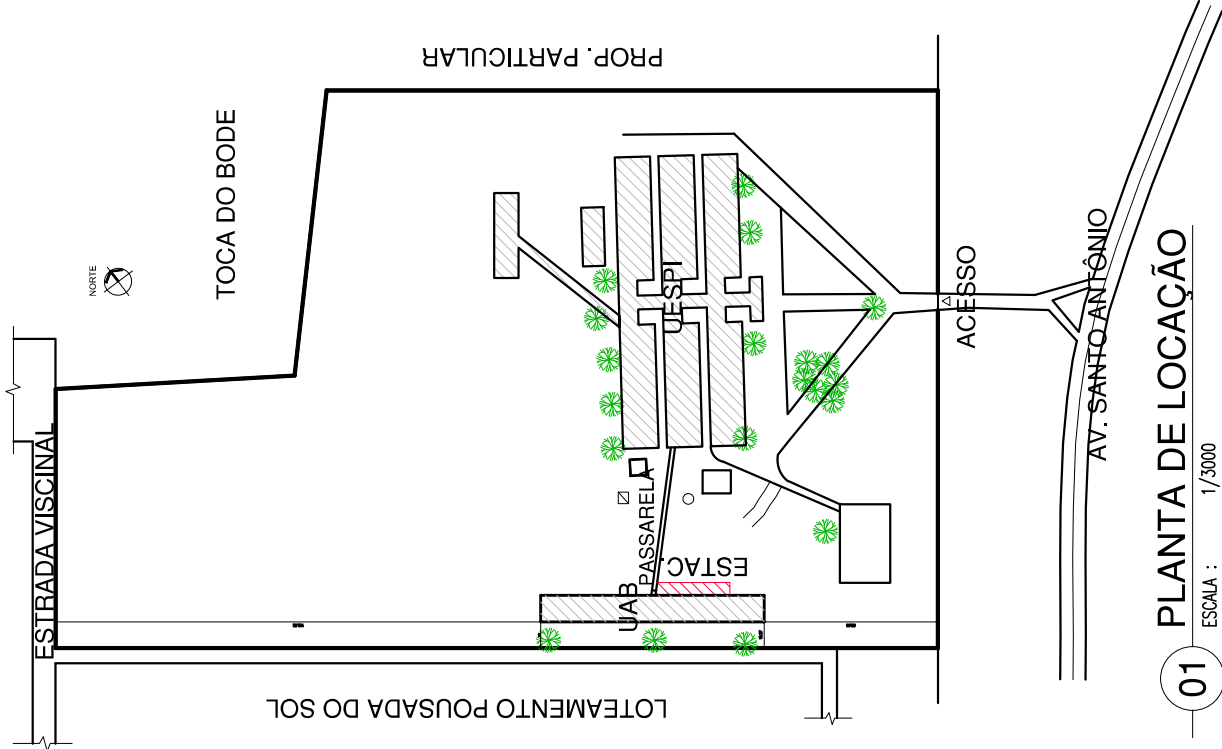 PROP. PARTICULAR
NORTE
TOCA DO BODE
ESTRADA VISCINAL
UESPI
PASSARELA
UAB
ESTAC.
LOTEAMENTO POUSADA DO SOL
ACESSO
AV. SANTO ANTÔNIO
01
PLANTA DE LOCAÇÃO
ESCALA : 1/3000